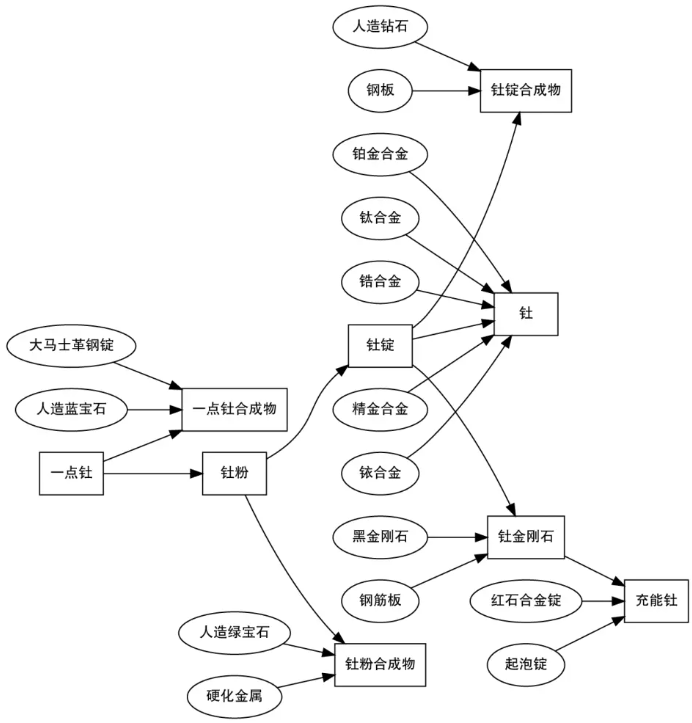 人造钻石
钢板
钍锭合成物
铂金合金
钛合金
锆合金
钍
大马士革钢锭
钍锭
人造蓝宝石
一点钍合成物
精金合金
一点钍
钍粉
铱合金
黑金刚石
钍金刚石
钢筋板
红石合金锭
充能钍
人造绿宝石
起泡锭
钍粉合成物
硬化金属